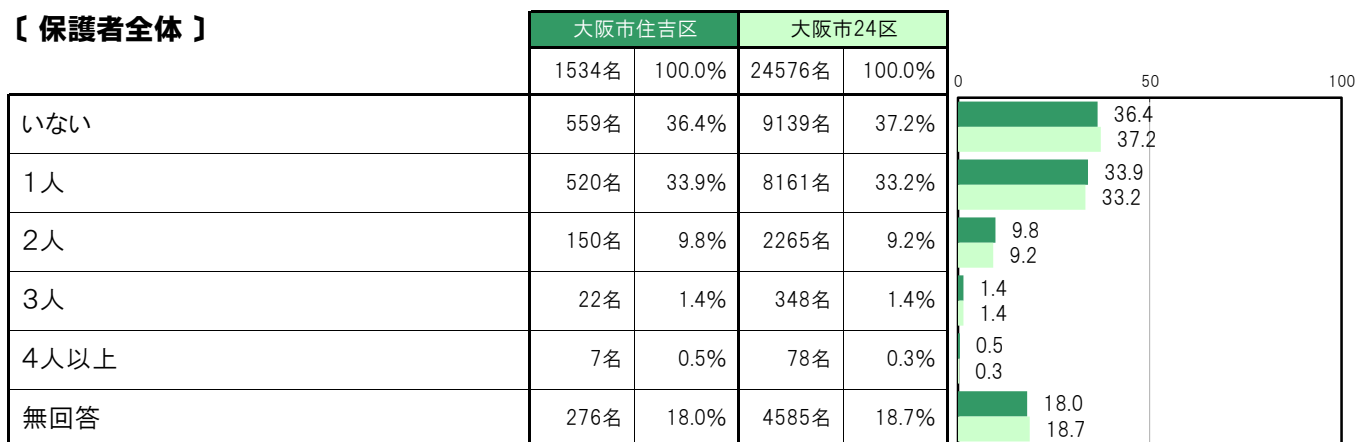 〔 保護者全体 〕
大阪市住吉区 大阪市24区
1534名 100.0% 24576名 100.0%
0 50 100
いない 559名 36.4% 9139名 37.2%
36.4
37.2
1人 520名 33.9% 8161名 33.2%
33.9
33.2
2人 150名 9.8% 2265名 9.2%
9.8
9.2
3人 22名 1.4% 348名 1.4%
1.4
1.4
4人以上 7名 0.5% 78名 0.3%
0.5
0.3
無回答 276名 18.0% 4585名 18.7%
18.0
18.7